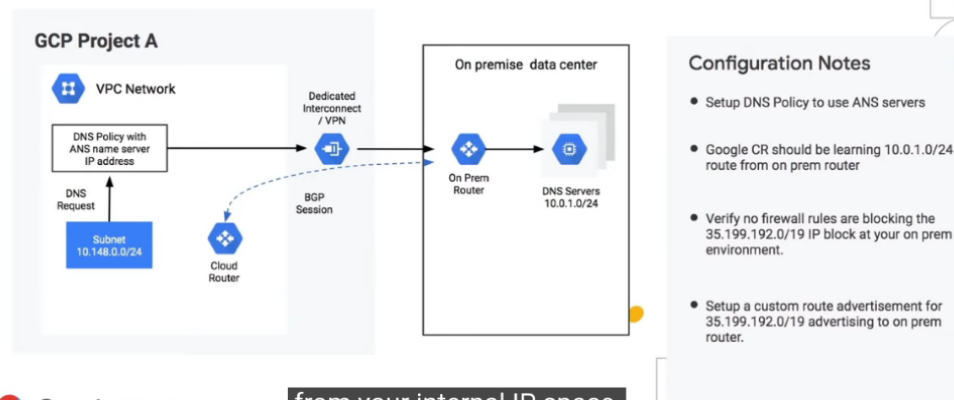 GCP Project A
VPC Network
DNS Policy with
ANS name server
IP address
DNS
Request
Subnet
10.148.0.0/24
Cloud
Router
Dedicated
Interconnect
/ VPN
BGP
Session
On premise data center
On Prem
Router
DNS Servers
10.0.1.0/24
Configuration Notes
Setup DNS Policy to use ANS servers
Google CR should be learning 10.0.1.0/24
route from on prem router
Verify no firewall rules are blocking the
35.199.192.0/19 IP block at your on prem
environment.
Setup a custom route advertisement for
35.199.192.0/19 advertising to on prem
router.
from your internal IP space